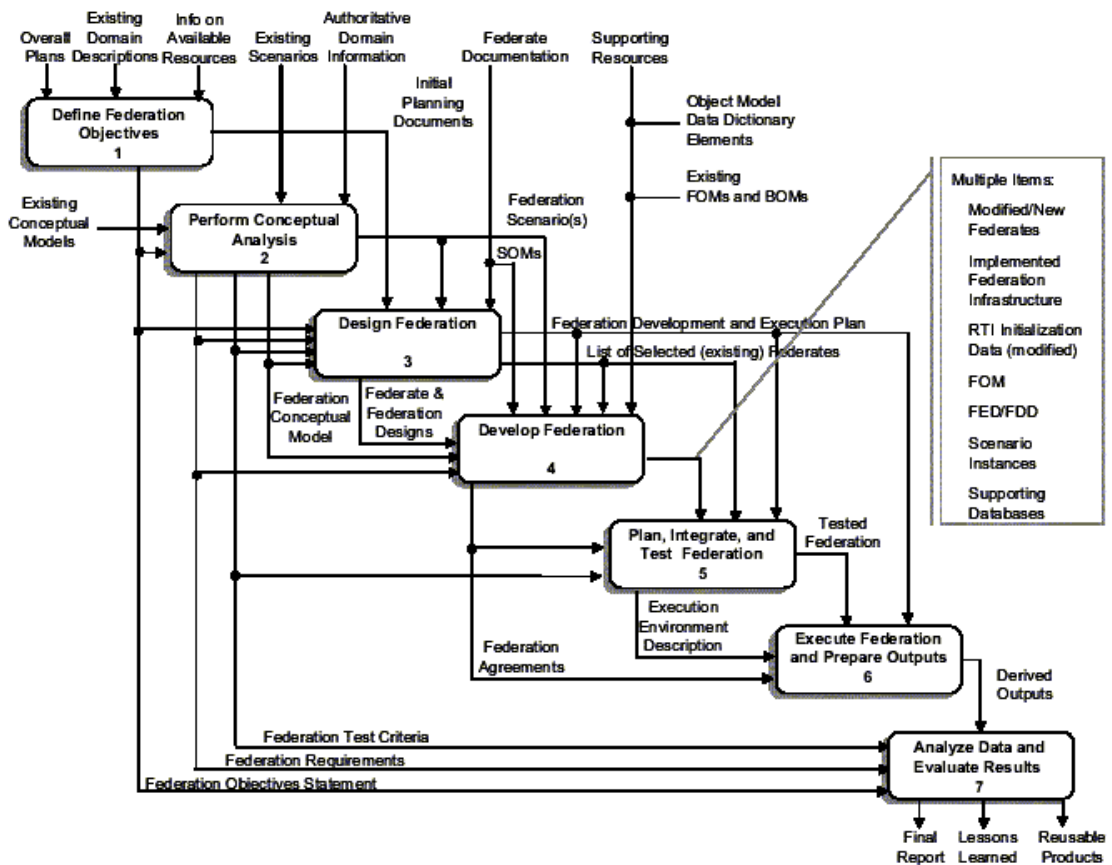 Overall
Plans
Existing
Domain
Descriptions
Info on
Available
Resources
Existing
Scenarios
Authoritative
Domain
Information
Federate
Documentation
Supporting
Resources
Initial
Planning
Documents
Define Federation
Objectives
1
Object Model
Data Dictionary
Elements
Existing
FOMs and BOMs
Existing
Conceptual
Models
Perform Conceptual
Analysis
2
Federation
Scenario(s)
SOMs
Design Federation
3
Federation Development and Execution Plan
List of Selected (existing) Federates
Federation
Conceptual
Model
Federate &
Federation
Designs
Develop Federation
4
Multiple Items:
Modified/New
Federates
Implemented
Federation
Infrastructure
RTI Initialization
Data (modified)
FOM
FED/FDD
Scenario
Instances
Supporting
Databases
Plan, Integrate, and
Test Federation
5
Tested
Federation
Execution
Environment
Description
Federation
Agreements
Execute Federation
and Prepare Outputs
6
Derived
Outputs
Federation Test Criteria
Federation Requirements
Federation Objectives Statement
Analyze Data and
Evaluate Results
7
Final
Report
Lessons
Learned
Reusable
Products